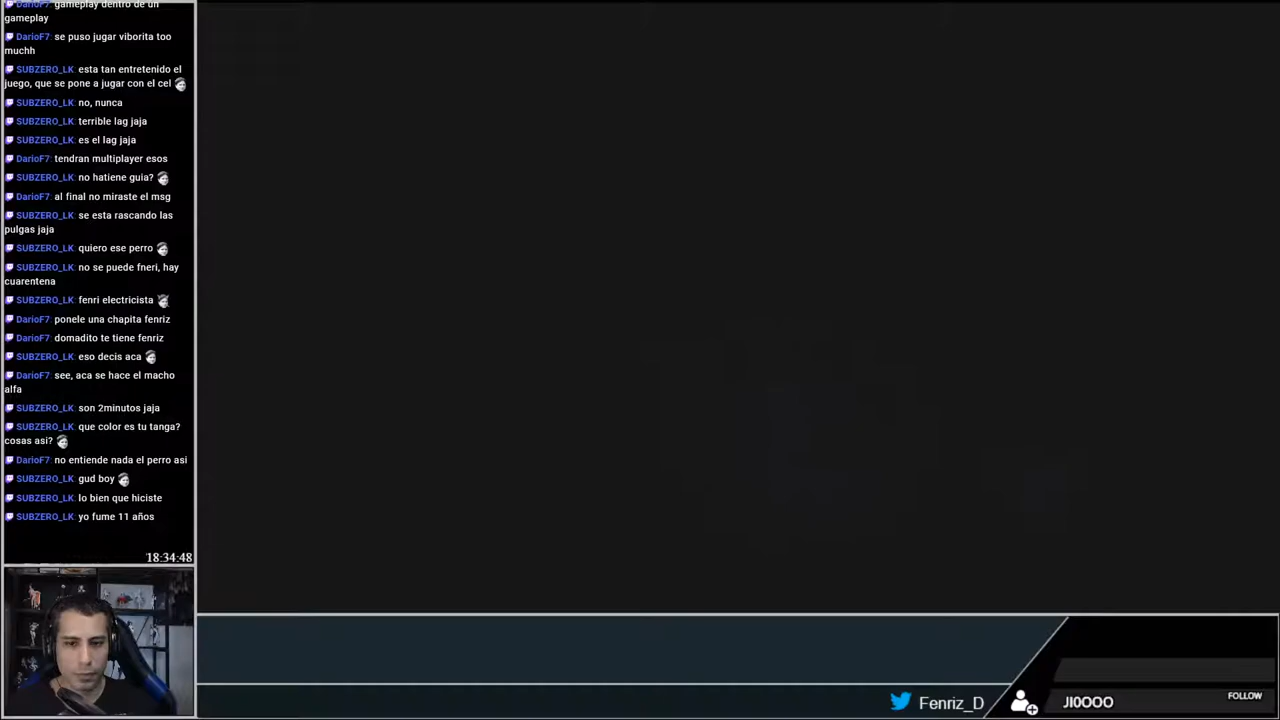 DarioF7: gameplay dentro de un
gameplay
DarioF7: se puso jugar viborita too
muchh
SUBZERO_LK: esta tan entretenido el
juego, que se pone a jugar con el cel
SUBZERO_LK: no, nunca
SUBZERO_LK: terrible lag jaja
SUBZERO_LK: es el lag jaja
DarioF7: tendran multiplayer esos
SUBZERO_LK: no hatiene guia?
DarioF7: al final no miraste el msg
SUBZERO_LK: se esta rascando las
pulgas jaja
SUBZERO_LK: quiero ese perro
SUBZERO_LK: no se puede fneri, hay
cuarentena
SUBZERO_LK: fenri electricista
DarioF7: ponele una chapita fenriz
DarioF7: domadito te tiene fenriz
SUBZERO_LK: eso decis aca
DarioF7: see, aca se hace el macho
alfa
SUBZERO_LK: son 2minutos jaja
SUBZERO_LK: que color es tu tanga?
cosas asi?
DarioF7: no entiende nada el perro asi
SUBZERO_LK: gud boy
SUBZERO_LK: lo bien que hiciste
SUBZERO_LK: yo fume 11 años
18:34:48
Fenriz_D
JI0OOO
FOLLOW